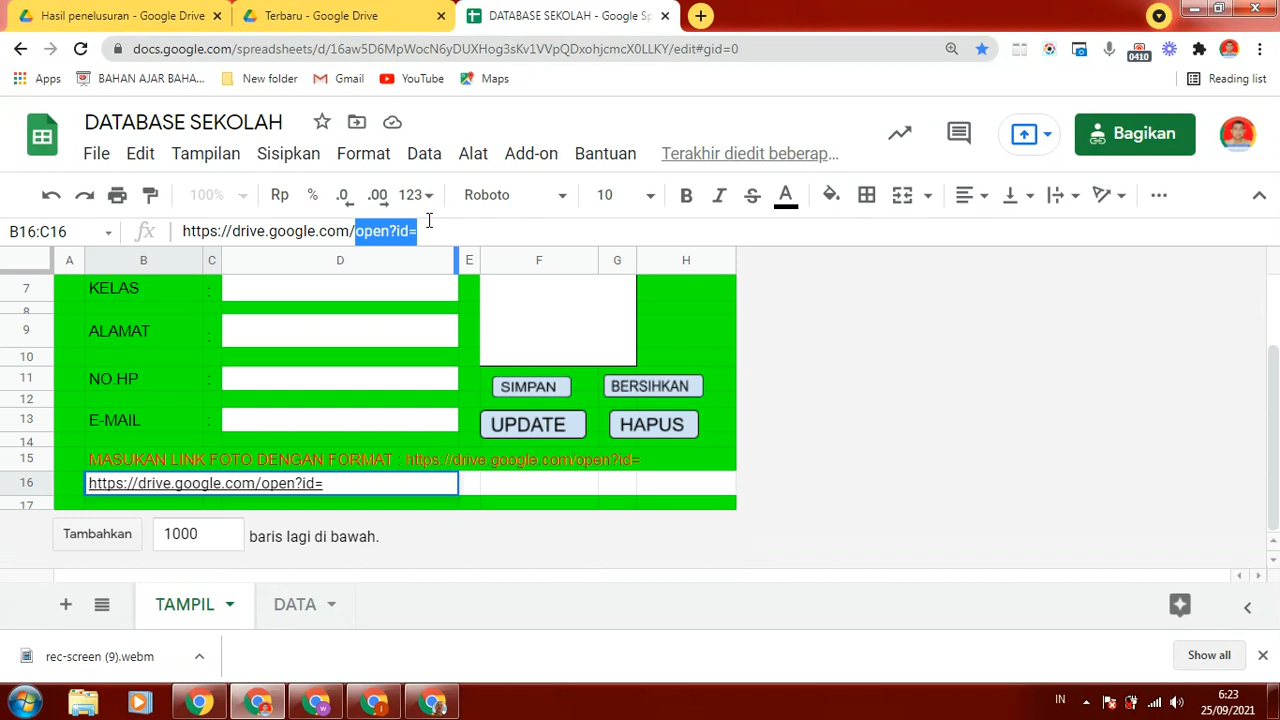 Hasil penelusuran - Google Drive
Terbaru - Google Drive
DATABASE SEKOLAH - Google Sp
docs.google.com/spreadsheets/d/16aw5D6MpWocN6yDUXHog3sKv1VVpQDxohjcmcX0LLKY/edit#gid=0
0410
Apps
BAHAN AJAR BAHA...
New folder
Gmail
YouTube
Maps
Reading list
DATABASE SEKOLAH
Bagikan
File Edit Tampilan Sisipkan Format Data Alat Add-on Bantuan Terakhir diedit beberap...
100% Rp % .0 .00 123 Roboto 10 B I S A
B16:C16 fx https://drive.google.com/open?id=
A B C D E F G H
7 KELAS :
8
9 ALAMAT :
10
11 NO.HP : SIMPAN BERSIHKAN
12
13 E-MAIL : UPDATE HAPUS
14
15 MASUKAN LINK FOTO DENGAN FORMAT : https://drive.google.com/open?id=
16 https://drive.google.com/open?id=
17
Tambahkan 1000 baris lagi di bawah.
TAMPIL DATA
rec-screen (9).webm
Show all
IN
6:23
25/09/2021